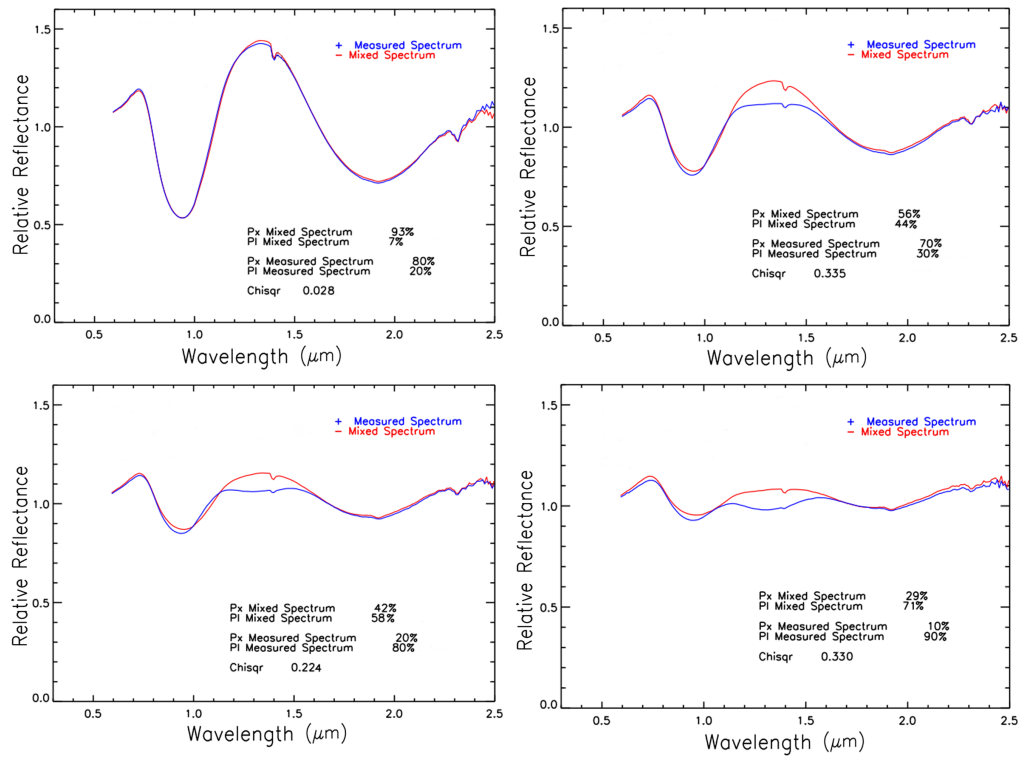 1.5
1.0
0.5
0.0
Relative Reflectance
+ Measured Spectrum
− Mixed Spectrum
Px Mixed Spectrum 93%
Pl Mixed Spectrum 7%
Px Measured Spectrum 80%
Pl Measured Spectrum 20%
Chisqr 0.028
0.5 1.0 1.5 2.0 2.5
Wavelength (μm)
1.5
1.0
0.5
0.0
Relative Reflectance
+ Measured Spectrum
− Mixed Spectrum
Px Mixed Spectrum 56%
Pl Mixed Spectrum 44%
Px Measured Spectrum 70%
Pl Measured Spectrum 30%
Chisqr 0.335
0.5 1.0 1.5 2.0 2.5
Wavelength (μm)
1.5
1.0
0.5
0.0
Relative Reflectance
+ Measured Spectrum
− Mixed Spectrum
Px Mixed Spectrum 42%
Pl Mixed Spectrum 58%
Px Measured Spectrum 20%
Pl Measured Spectrum 80%
Chisqr 0.224
0.5 1.0 1.5 2.0 2.5
Wavelength (μm)
1.5
1.0
0.5
0.0
Relative Reflectance
+ Measured Spectrum
− Mixed Spectrum
Px Mixed Spectrum 29%
Pl Mixed Spectrum 71%
Px Measured Spectrum 10%
Pl Measured Spectrum 90%
Chisqr 0.330
0.5 1.0 1.5 2.0 2.5
Wavelength (μm)